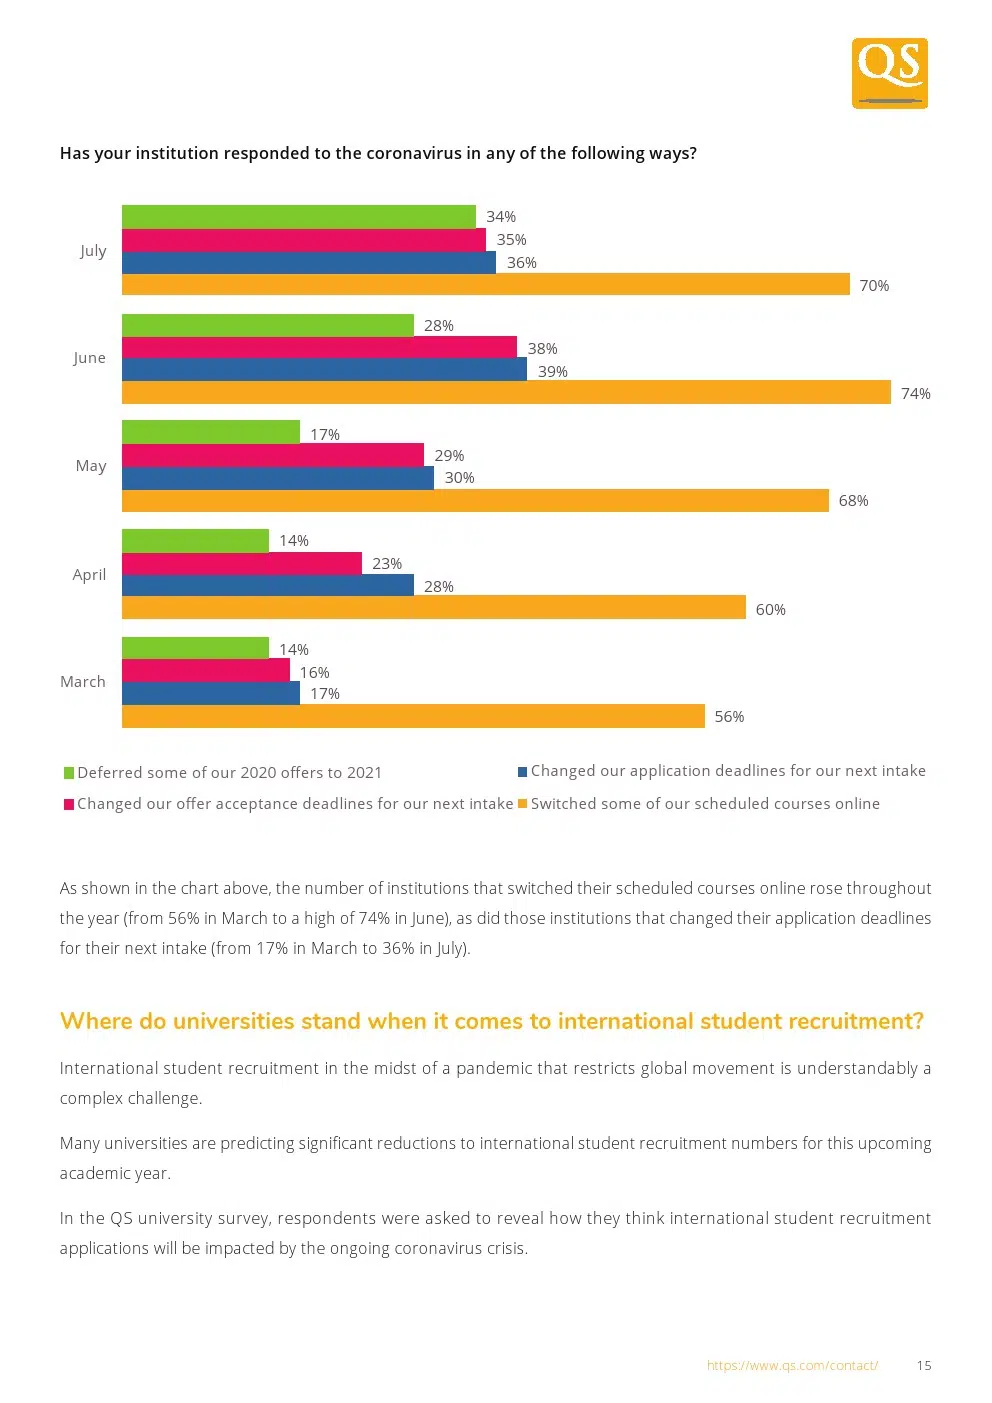 QS
Has your institution responded to the coronavirus in any of the following ways?
July
34%
35%
36%
70%
June
28%
38%
39%
74%
May
17%
29%
30%
68%
April
14%
23%
28%
60%
March
14%
16%
17%
56%
Deferred some of our 2020 offers to 2021
Changed our application deadlines for our next intake
Changed our offer acceptance deadlines for our next intake
Switched some of our scheduled courses online
As shown in the chart above, the number of institutions that switched their scheduled courses online rose throughout
the year (from 56% in March to a high of 74% in June), as did those institutions that changed their application deadlines
for their next intake (from 17% in March to 36% in July).
Where do universities stand when it comes to international student recruitment?
International student recruitment in the midst of a pandemic that restricts global movement is understandably a
complex challenge.
Many universities are predicting significant reductions to international student recruitment numbers for this upcoming
academic year.
In the QS university survey, respondents were asked to reveal how they think international student recruitment
applications will be impacted by the ongoing coronavirus crisis.
https://www.qs.com/contact/ 15